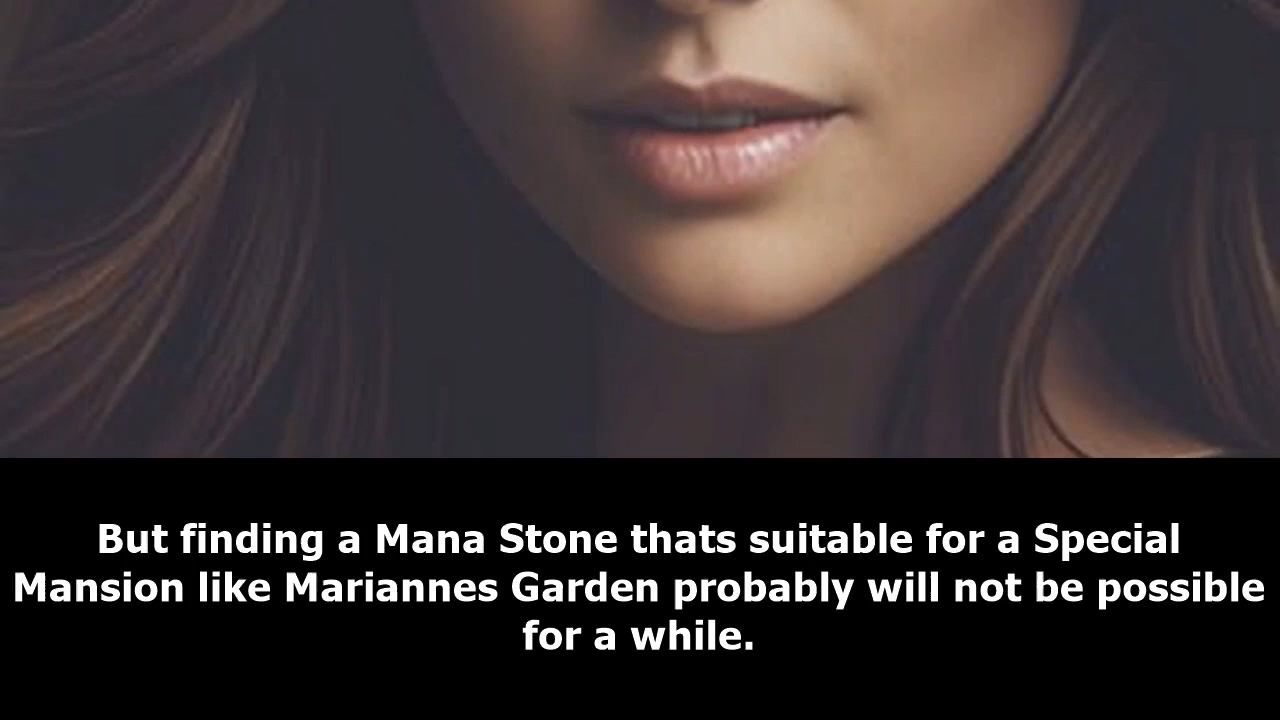 But finding a Mana Stone thats suitable for a Special
Mansion like Mariannes Garden probably will not be possible
for a while.